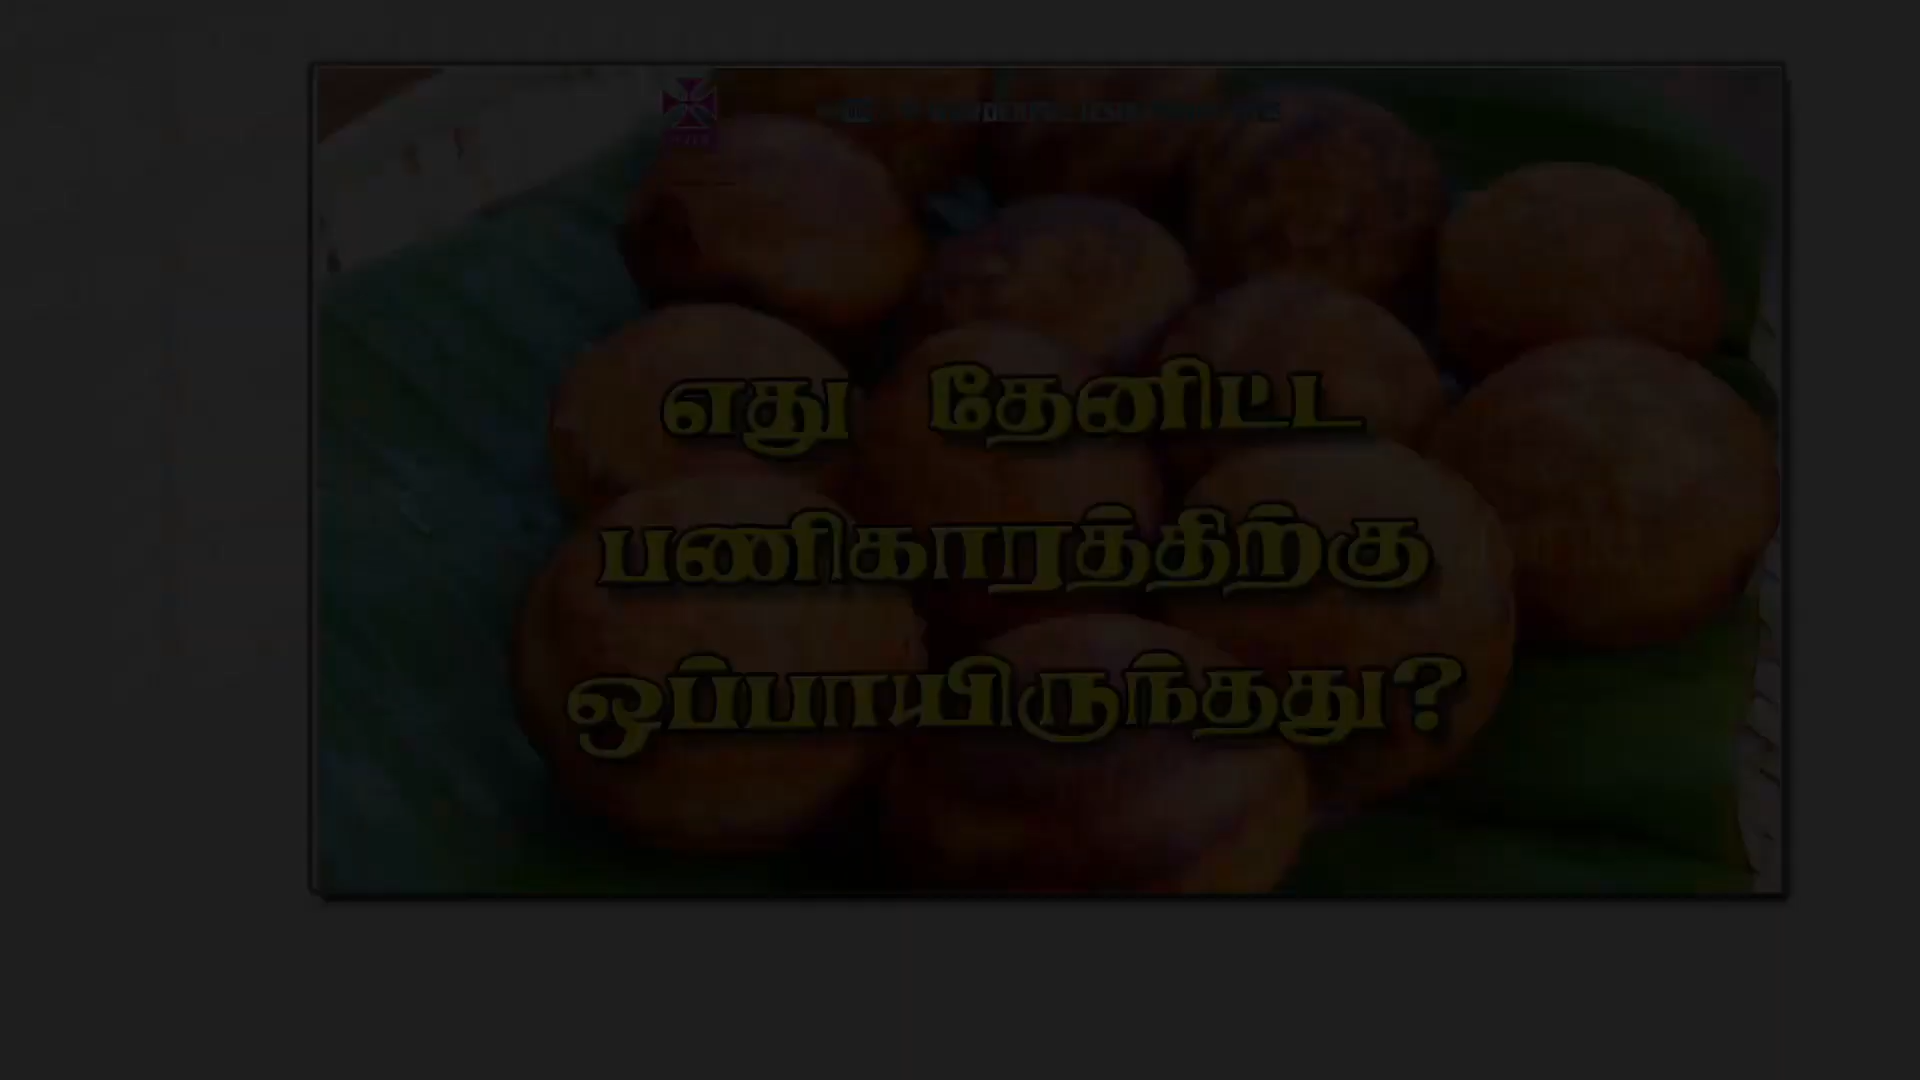 எது தேனிட்ட
பணிகாரத்திற்கு
ஒப்பாயிருந்தது?